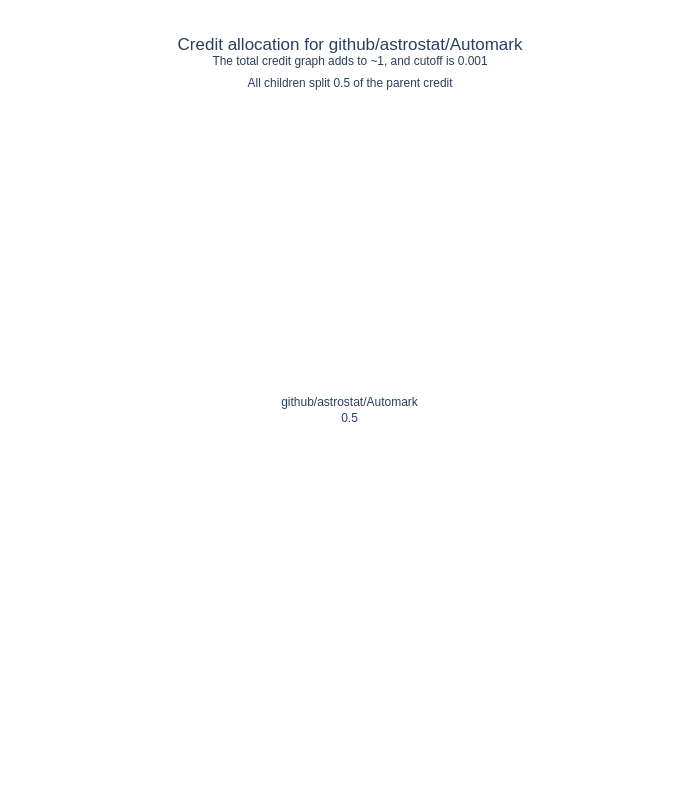 Credit allocation for github/astrostat/Automark
The total credit graph adds to ~1, and cutoff is 0.001
All children split 0.5 of the parent credit
github/astrostat/Automark
0.5